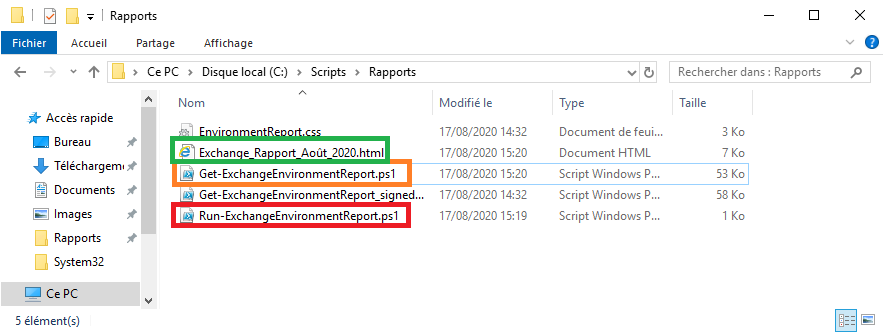 Rapports
Fichier Accueil Partage Affichage
Ce PC Disque local (C:) Scripts Rapports Rechercher dans : Rapports
Nom Modifié le Type Taille
Accès rapide
Bureau
Téléchargeme
Documents
Images
Rapports
System32
Ce PC
EnvironmentReport.css 17/08/2020 14:32 Document de feui... 3 Ko
Exchange_Rapport_Août_2020.html 17/08/2020 15:20 Document HTML 7 Ko
Get-ExchangeEnvironmentReport.ps1 17/08/2020 15:20 Script Windows P... 53 Ko
Get-ExchangeEnvironmentReport_signed... 17/08/2020 14:32 Script Windows P... 58 Ko
Run-ExchangeEnvironmentReport.ps1 17/08/2020 15:19 Script Windows P... 1 Ko
5 élément(s)